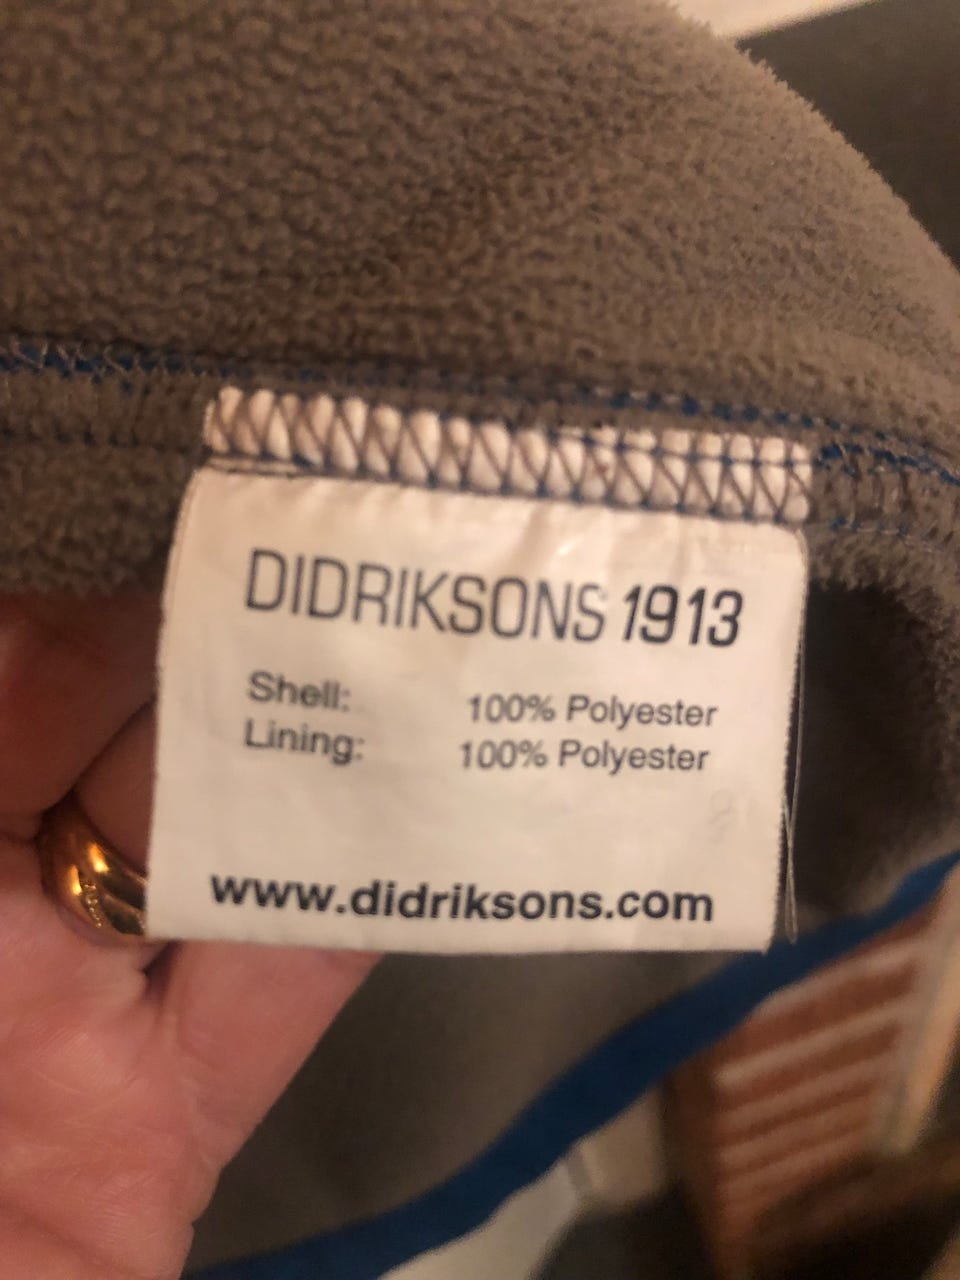 DIDRIKSONS 1913
Shell: 100% Polyester
Lining: 100% Polyester
www.didriksons.com